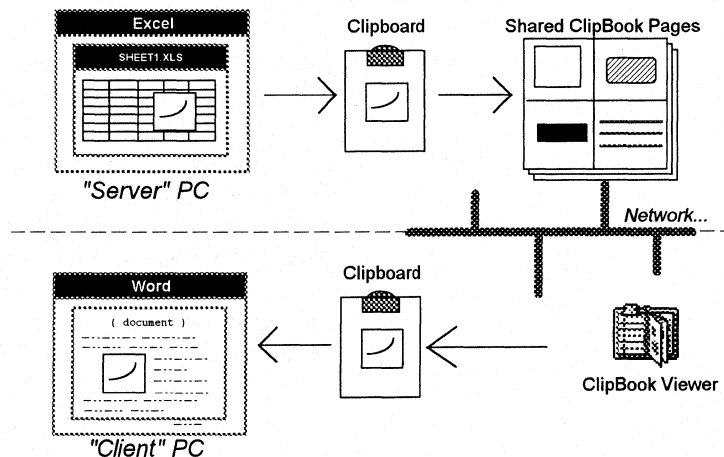 Excel
SHEET1.XLS
Clipboard
Shared ClipBook Pages
"Server" PC
Network...
Word
( document )
Clipboard
ClipBook Viewer
"Client" PC